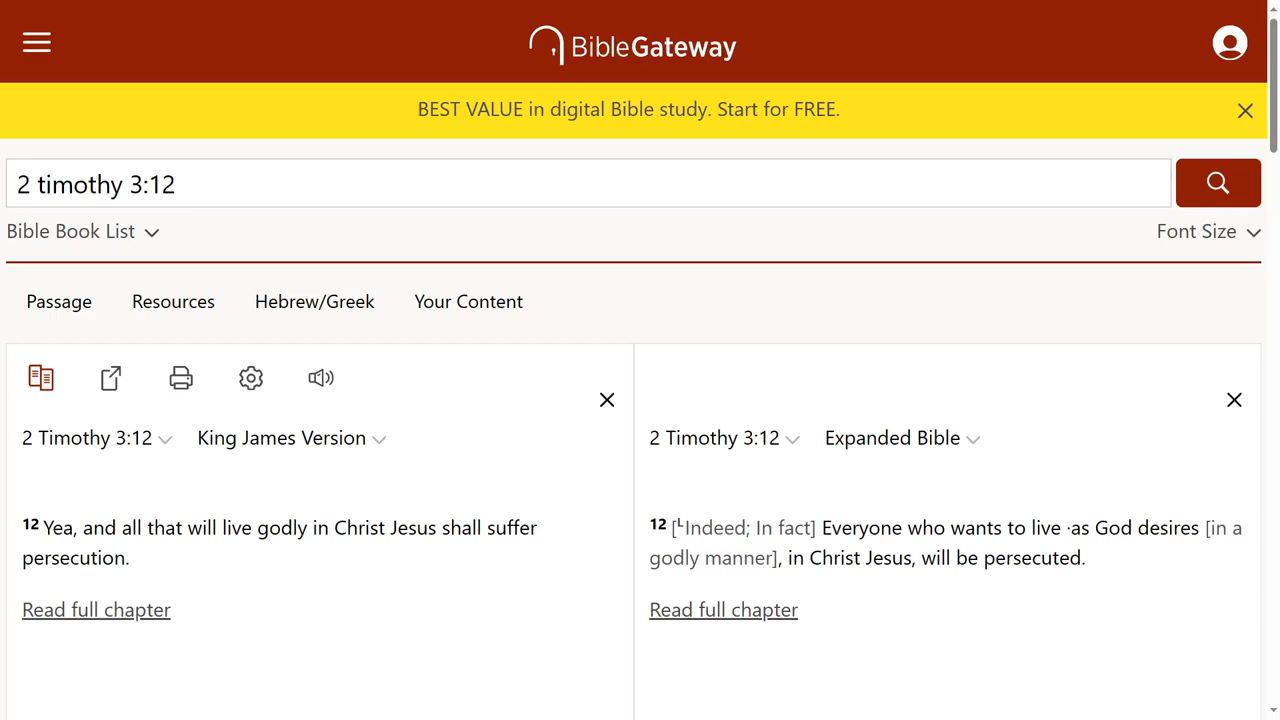 BibleGateway
BEST VALUE in digital Bible study. Start for FREE.
2 timothy 3:12
Bible Book List
Font Size
Passage Resources Hebrew/Greek Your Content
2 Timothy 3:12 King James Version
12 Yea, and all that will live godly in Christ Jesus shall suffer
persecution.
Read full chapter
2 Timothy 3:12 Expanded Bible
12 [ᴸIndeed; In fact] Everyone who wants to live ·as God desires [in a
godly manner], in Christ Jesus, will be persecuted.
Read full chapter